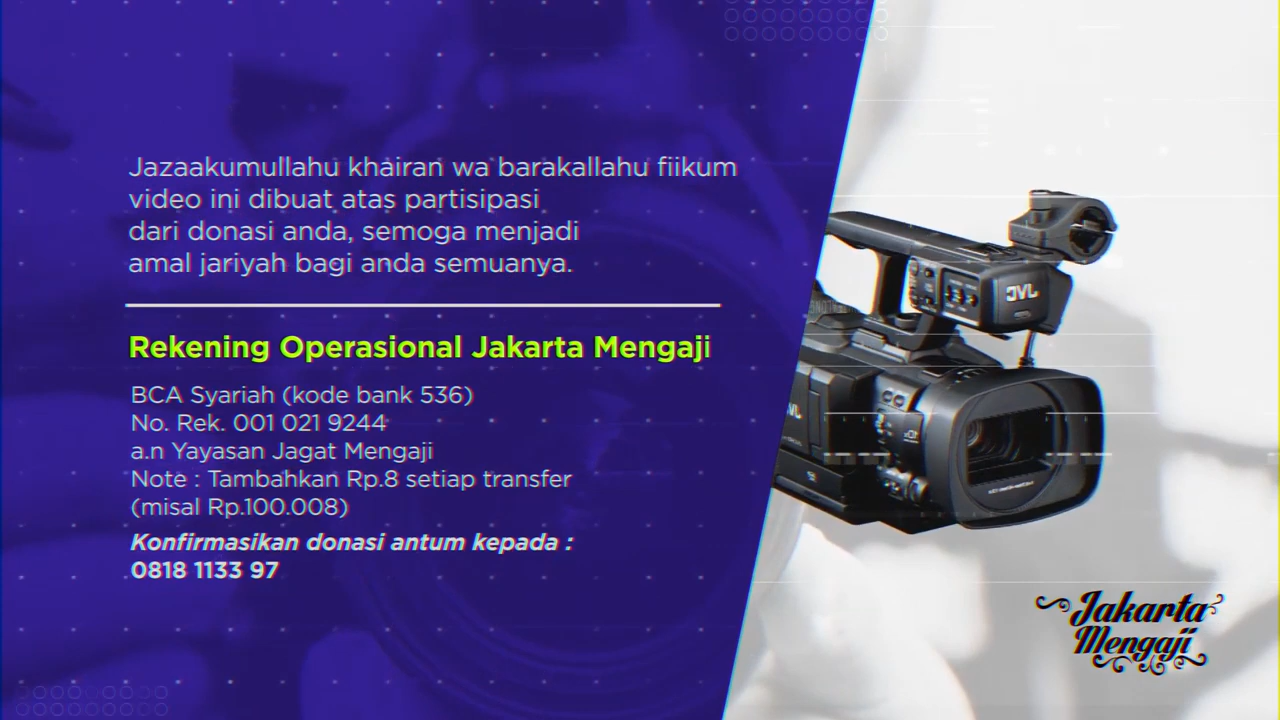 Jazaakumullahu khairan wa barakallahu fiikum
video ini dibuat atas partisipasi
dari donasi anda, semoga menjadi
amal jariyah bagi anda semuanya.
Rekening Operasional Jakarta Mengaji
BCA Syariah (kode bank 536)
No. Rek. 001 021 9244
a.n Yayasan Jagat Mengaji
Note : Tambahkan Rp.8 setiap transfer
(misal Rp.100.008)
Konfirmasikan donasi antum kepada :
0818 1133 97
JVL
Jakarta
Mengaji